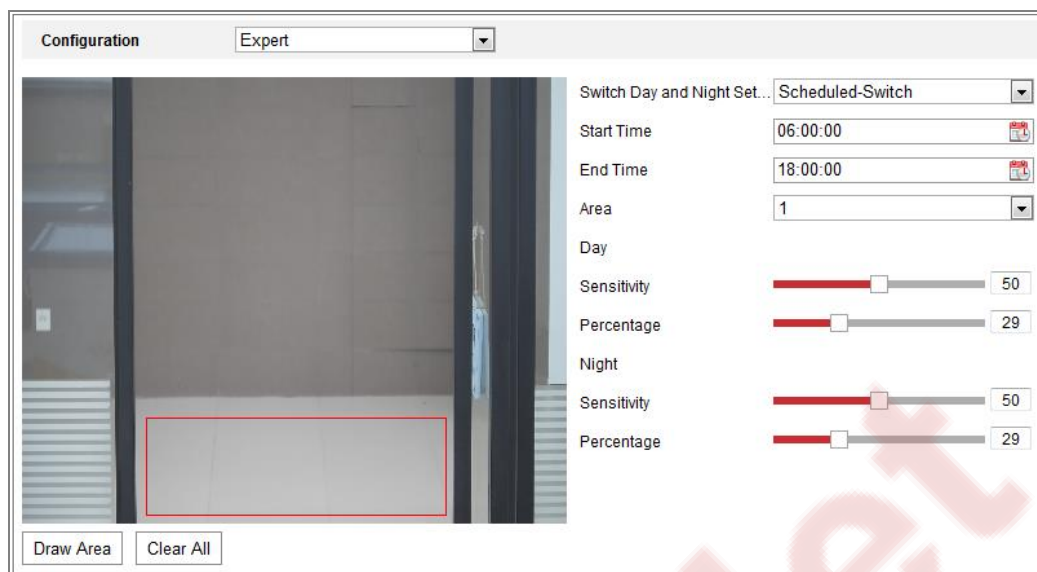 Configuration Expert
Switch Day and Night Set... Scheduled-Switch
Start Time 06:00:00
End Time 18:00:00
Area 1
Day
Sensitivity 50
Percentage 29
Night
Sensitivity 50
Percentage 29
Draw Area Clear All